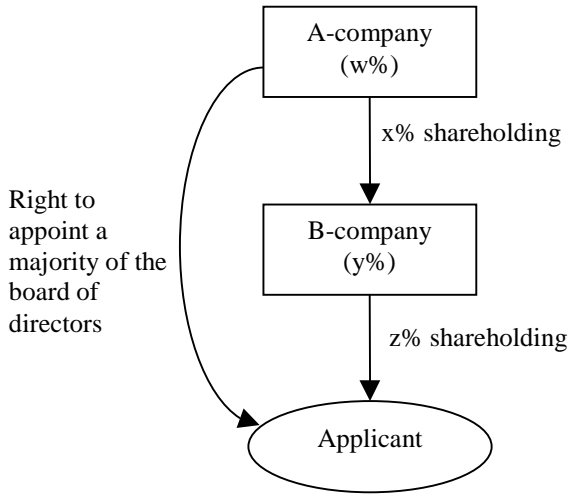 A-company
(w%)
x% shareholding
Right to
appoint a
majority of the
board of
directors
B-company
(y%)
z% shareholding
Applicant